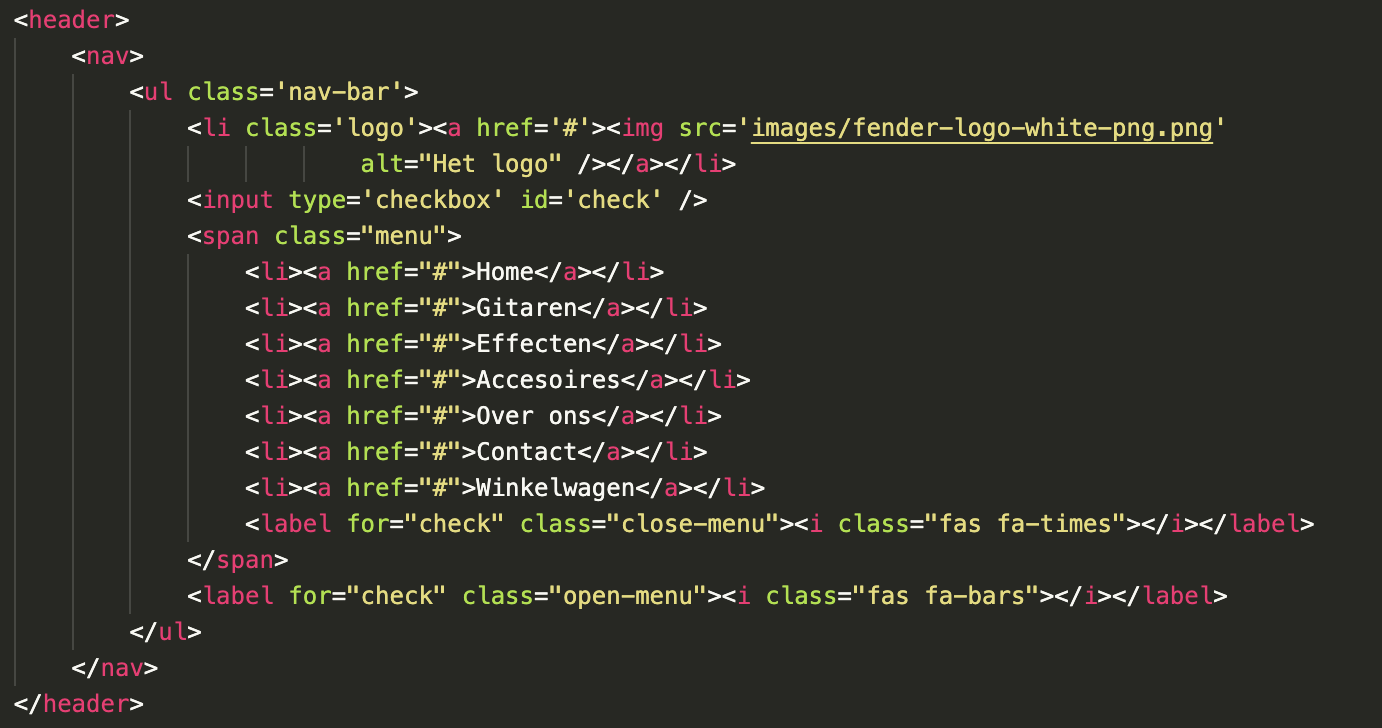 <header>
    <nav>
        <ul class='nav-bar'>
            <li class='logo'><a href='#'><img src='images/fender-logo-white-png.png'
                        alt="Het logo" /></a></li>
            <input type='checkbox' id='check' />
            <span class="menu">
                <li><a href="#">Home</a></li>
                <li><a href="#">Gitaren</a></li>
                <li><a href="#">Effecten</a></li>
                <li><a href="#">Accesoires</a></li>
                <li><a href="#">Over ons</a></li>
                <li><a href="#">Contact</a></li>
                <li><a href="#">Winkelwagen</a></li>
                <label for="check" class="close-menu"><i class="fas fa-times"></i></label>
            </span>
            <label for="check" class="open-menu"><i class="fas fa-bars"></i></label>
        </ul>
    </nav>
</header>